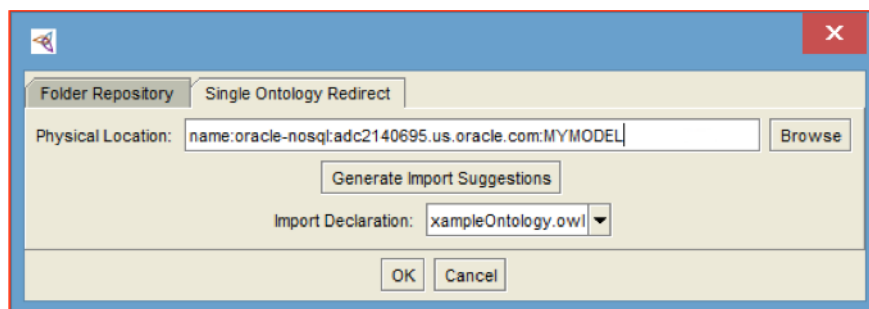 X
Folder Repository Single Ontology Redirect
Physical Location: name:oracle-nosql:adc2140695.us.oracle.com:MYMODEL Browse
Generate Import Suggestions
Import Declaration: xampleOntology.owl
OK Cancel